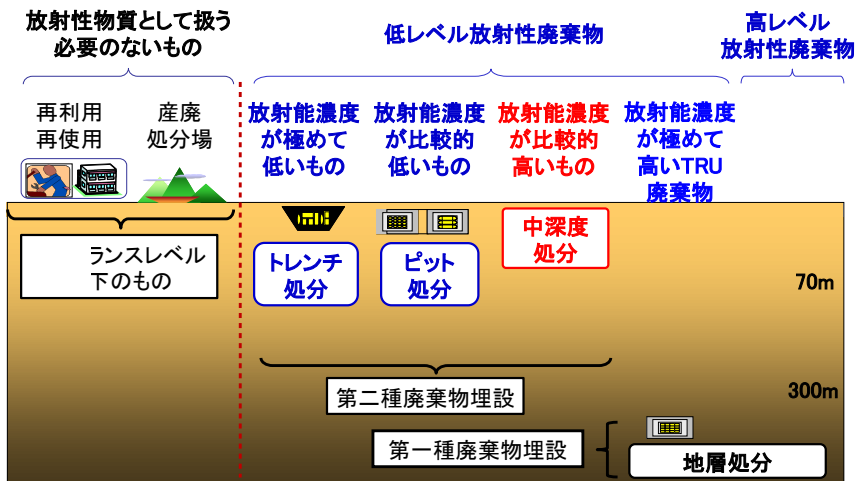 放射性物質として扱う
必要のないもの
低レベル放射性廃棄物
高レベル
放射性廃棄物
再利用
再使用
産廃
処分場
放射能濃度
が極めて
低いもの
放射能濃度
が比較的
低いもの
放射能濃度
が比較的
高いもの
放射能濃度
が極めて
高いTRU
廃棄物
ランスレベル
下のもの
トレンチ
処分
ピット
処分
中深度
処分
70m
300m
第二種廃棄物埋設
第一種廃棄物埋設
地層処分